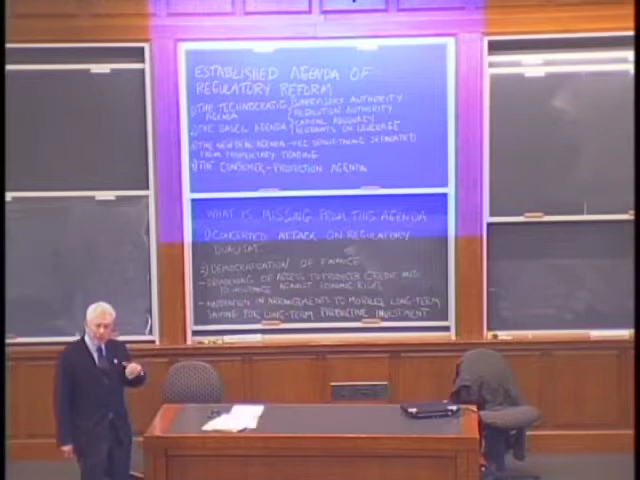 ESTABLISHED AGENDA OF
REGULATORY REFORM
1) THE TECHNOCRATIC { SUPERVISORY AUTHORITY
AGENDA { RESOLUTION AUTHORITY
2) THE BASEL AGENDA { CAPITAL ADEQUACY
RESTRAINTS ON LEVERAGE
3) THE NEW DEAL AGENDA SEPARATED
FROM PROPRIETARY TRADING
4) THE CONSUMER-PROTECTION AGENDA
WHAT IS MISSING FROM THIS AGENDA
1) CONCERTED ATTACK ON REGULATORY
DUALISM
2) DEMOCRATIZATION OF FINANCE
- BROADENING OF ACCESS TO PRODUCER CREDIT AND
TO INSURANCE AGAINST ECONOMIC RISKS
- INNOVATION IN ARRANGEMENTS TO MOBILIZE LONG-TERM
SAVING FOR LONG-TERM PRODUCTIVE INVESTMENT